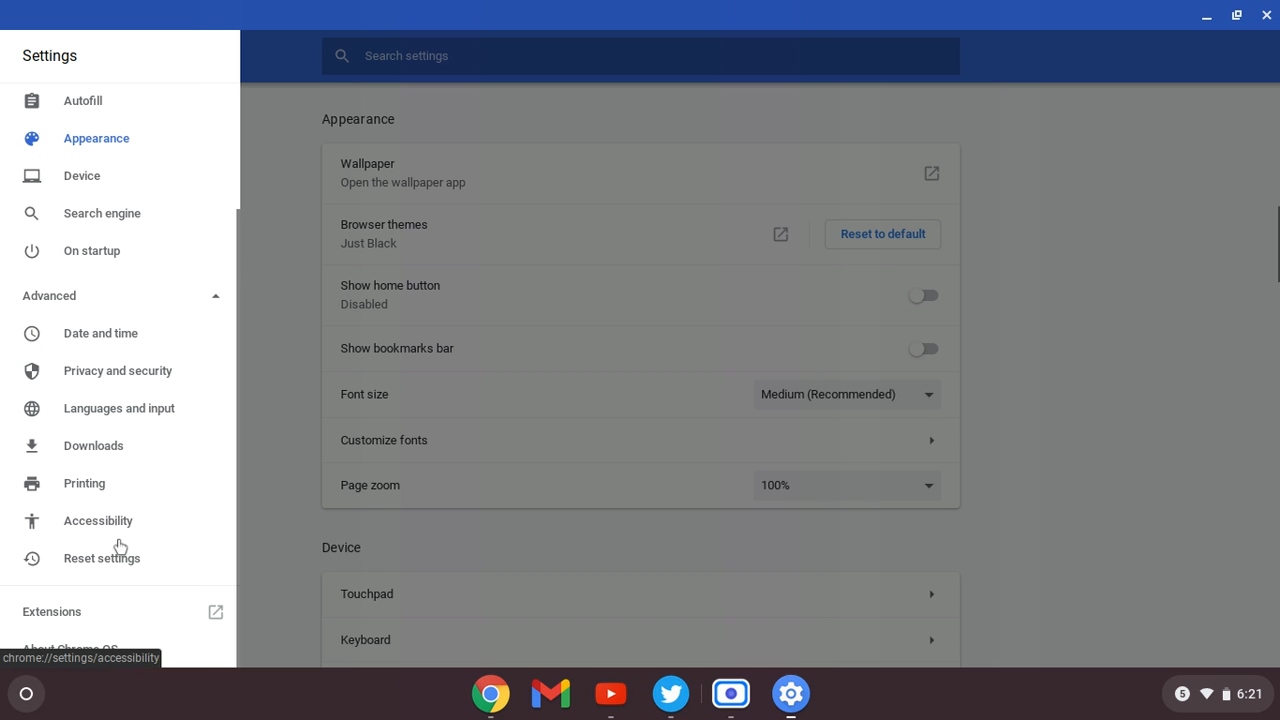 Settings
Search settings
Autofill
Appearance
Device
Search engine
On startup
Advanced
Date and time
Privacy and security
Languages and input
Downloads
Printing
Accessibility
Reset settings
Extensions
About Chrome OS
chrome://settings/accessibility
Appearance
Wallpaper
Open the wallpaper app
Browser themes
Just Black
Reset to default
Show home button
Disabled
Show bookmarks bar
Font size
Medium (Recommended)
Customize fonts
Page zoom
100%
Device
Touchpad
Keyboard
5
6:21